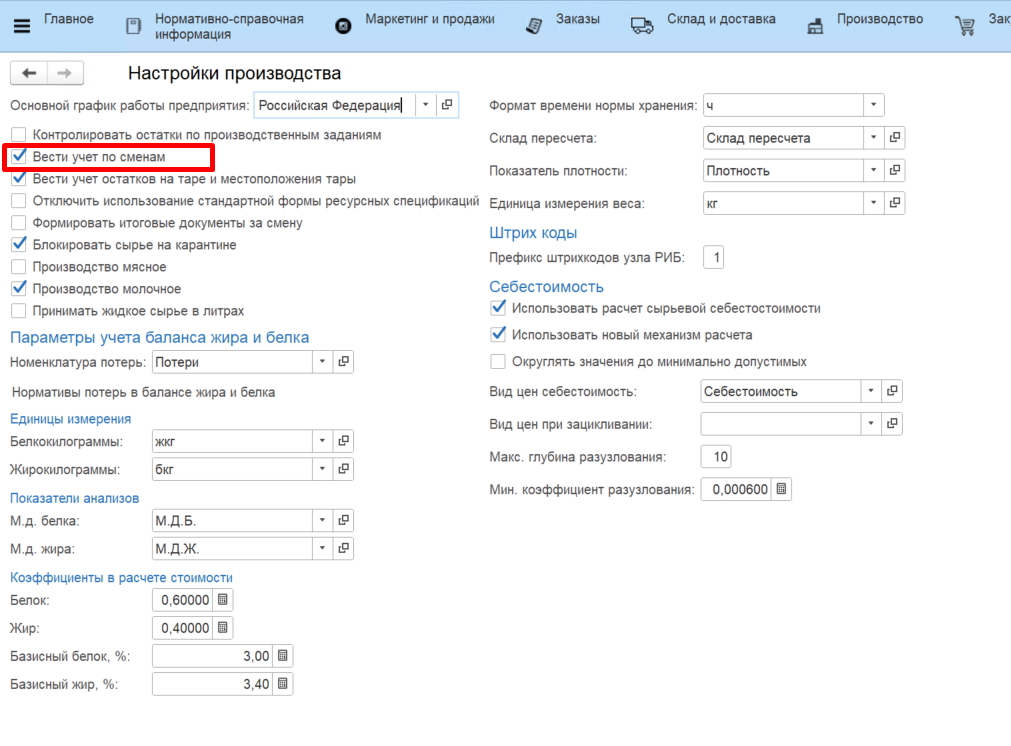 Главное
Нормативно-справочная
информация
Маркетинг и продажи
Заказы
Склад и доставка
Производство
Настройки производства
Основной график работы предприятия: Российская Федерация
Контролировать остатки по производственным заданиям
Вести учет по сменам
Вести учет остатков на таре и местоположения тары
Отключить использование стандартной формы ресурсных спецификаций
Формировать итоговые документы за смену
Блокировать сырье на карантине
Производство мясное
Производство молочное
Принимать жидкое сырье в литрах
Параметры учета баланса жира и белка
Номенклатура потерь: Потери
Нормативы потерь в балансе жира и белка
Единицы измерения
Белкокилограммы: жкг
Жирокилограммы: бкг
Показатели анализов
М.д. белка: М.Д.Б.
М.д. жира: М.Д.Ж.
Коэффициенты в расчете стоимости
Белок: 0,60000
Жир: 0,40000
Базисный белок, %: 3,00
Базисный жир, %: 3,40
Формат времени нормы хранения: ч
Склад пересчета: Склад пересчета
Показатель плотности: Плотность
Единица измерения веса: кг
Штрих коды
Префикс штрихкодов узла РИБ: 1
Себестоимость
Использовать расчет сырьевой себестостоимости
Использовать новый механизм расчета
Округлять значения до минимально допустимых
Вид цен себестоимость: Себестоимость
Вид цен при зацикливании:
Макс. глубина разузлования: 10
Мин. коэффициент разузлования: 0,000600